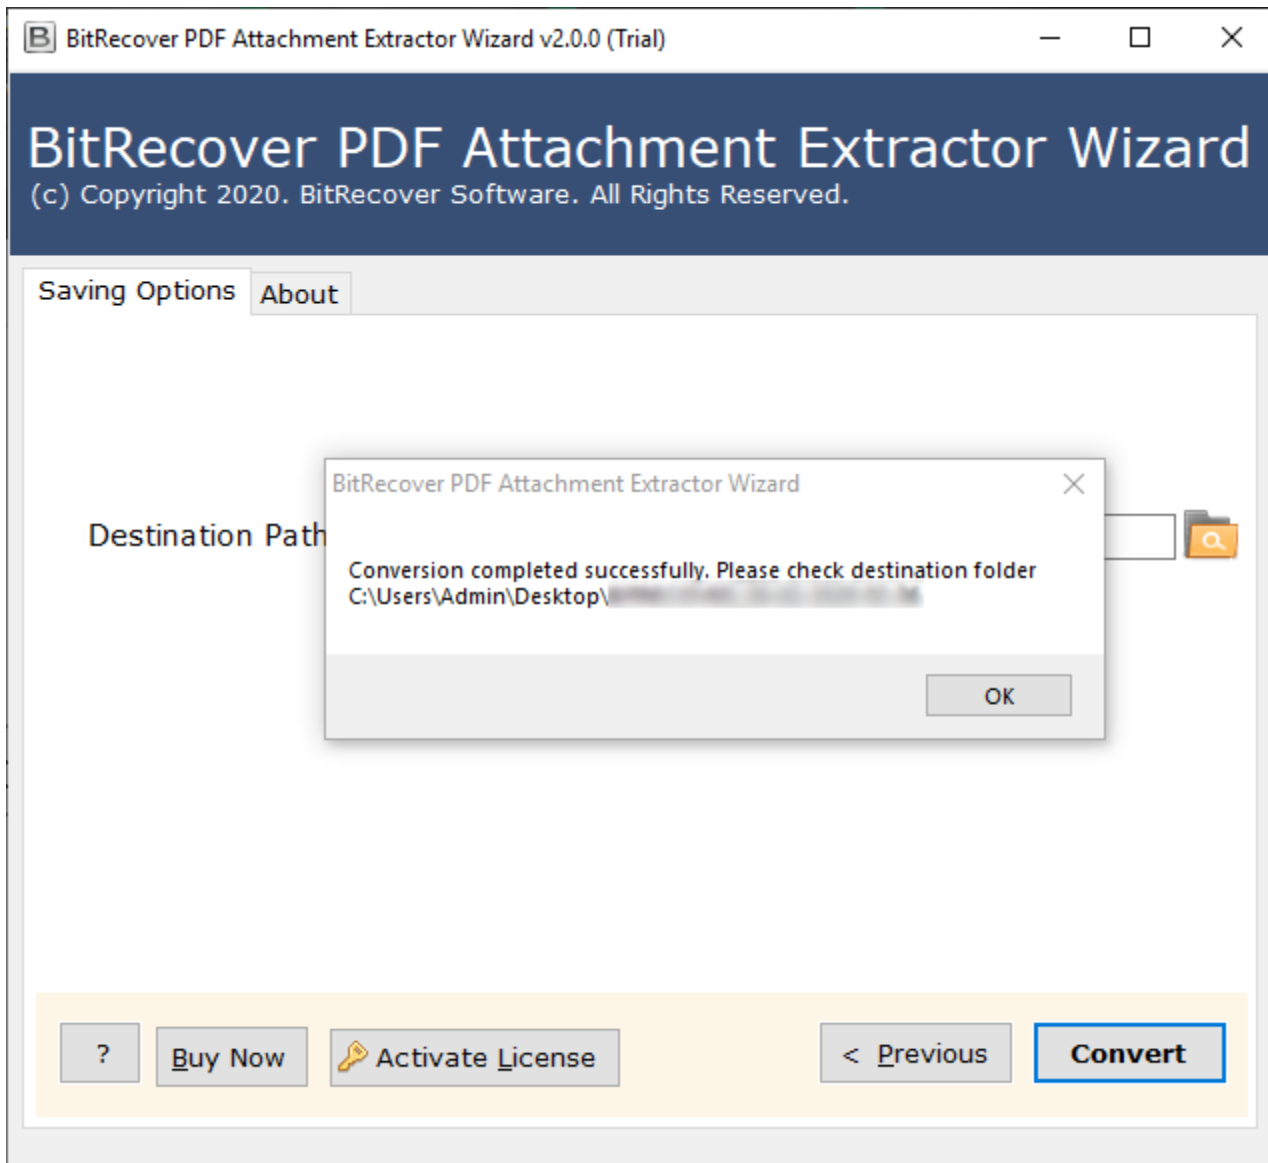 BitRecover PDF Attachment Extractor Wizard v2.0.0 (Trial)
BitRecover PDF Attachment Extractor Wizard
(c) Copyright 2020. BitRecover Software. All Rights Reserved.
Saving Options
About
BitRecover PDF Attachment Extractor Wizard
Destination Path
Conversion completed successfully. Please check destination folder
C:\Users\Admin\Desktop\
OK
?
Buy Now
Activate License
< Previous
Convert